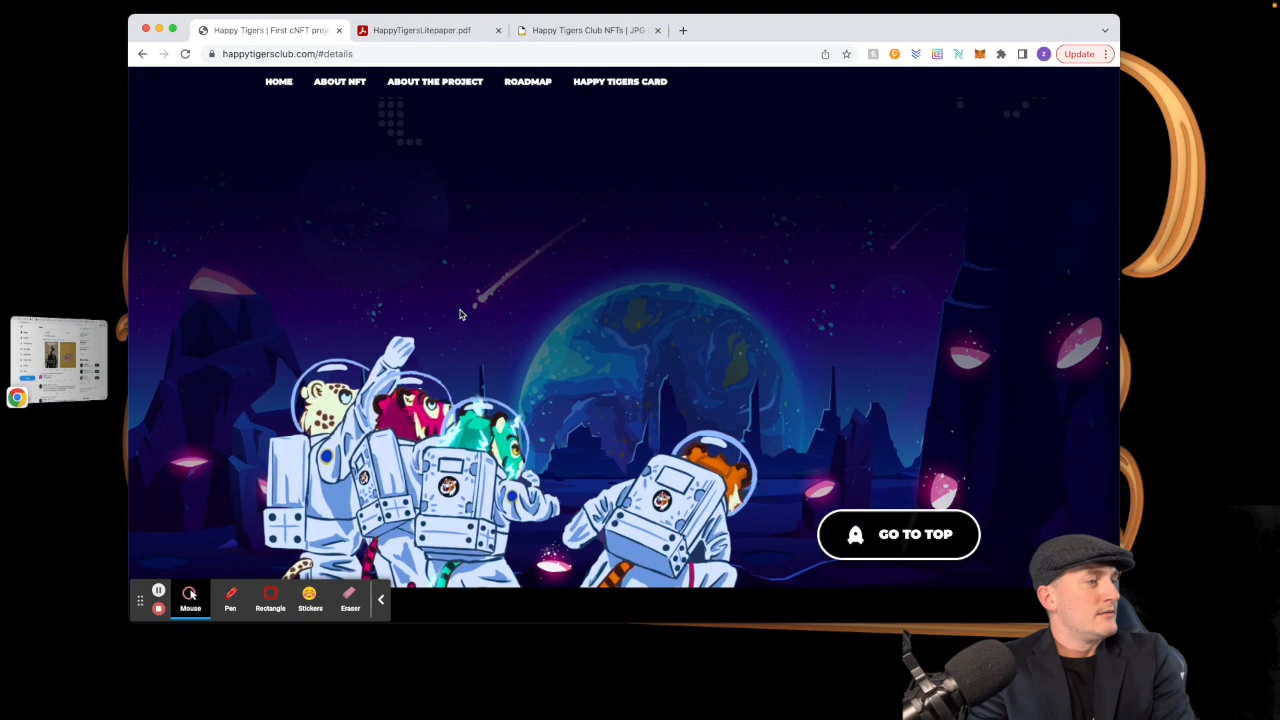 Happy Tigers | First cNFT proj
HappyTigersLitepaper.pdf
Happy Tigers Club NFTs | JPG
happytigersclub.com/#details
Update
HOME
ABOUT NFT
ABOUT THE PROJECT
ROADMAP
HAPPY TIGERS CARD
GO TO TOP
Mouse
Pen
Rectangle
Stickers
Eraser